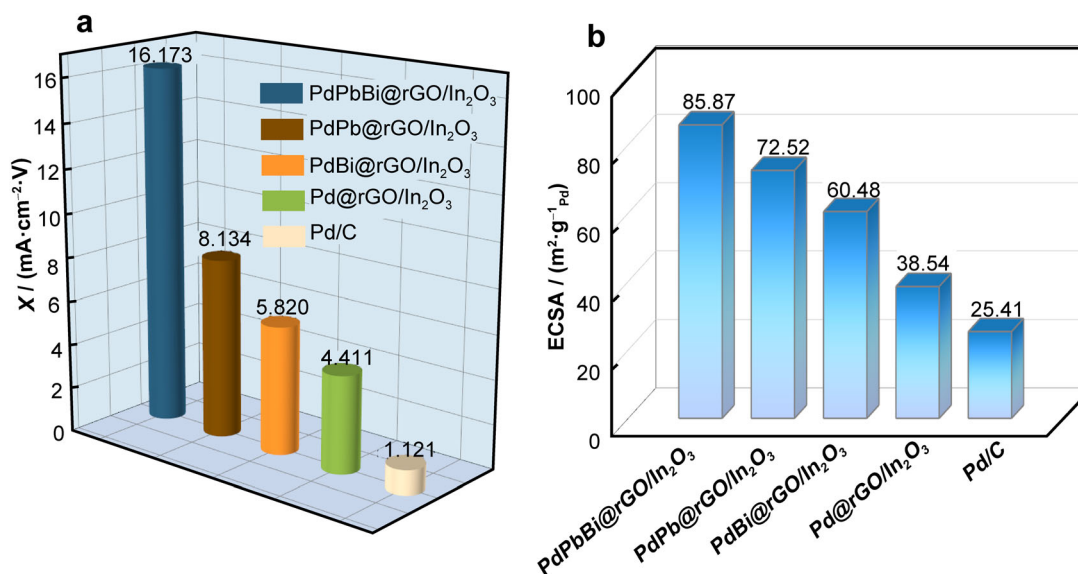 a
16.173
PdPbBi@rGO/In₂O₃
PdPb@rGO/In₂O₃
PdBi@rGO/In₂O₃
Pd@rGO/In₂O₃
Pd/C
8.134
5.820
4.411
1.121
16
14
12
10
8
6
4
2
0
X / (mA·cm⁻²·V)
b
100
80
60
40
20
0
ECSA / (m²·g⁻¹Pd)
85.87
72.52
60.48
38.54
25.41
PdPbBi@rGO/In₂O₃
PdPb@rGO/In₂O₃
PdBi@rGO/In₂O₃
Pd@rGO/In₂O₃
Pd/C